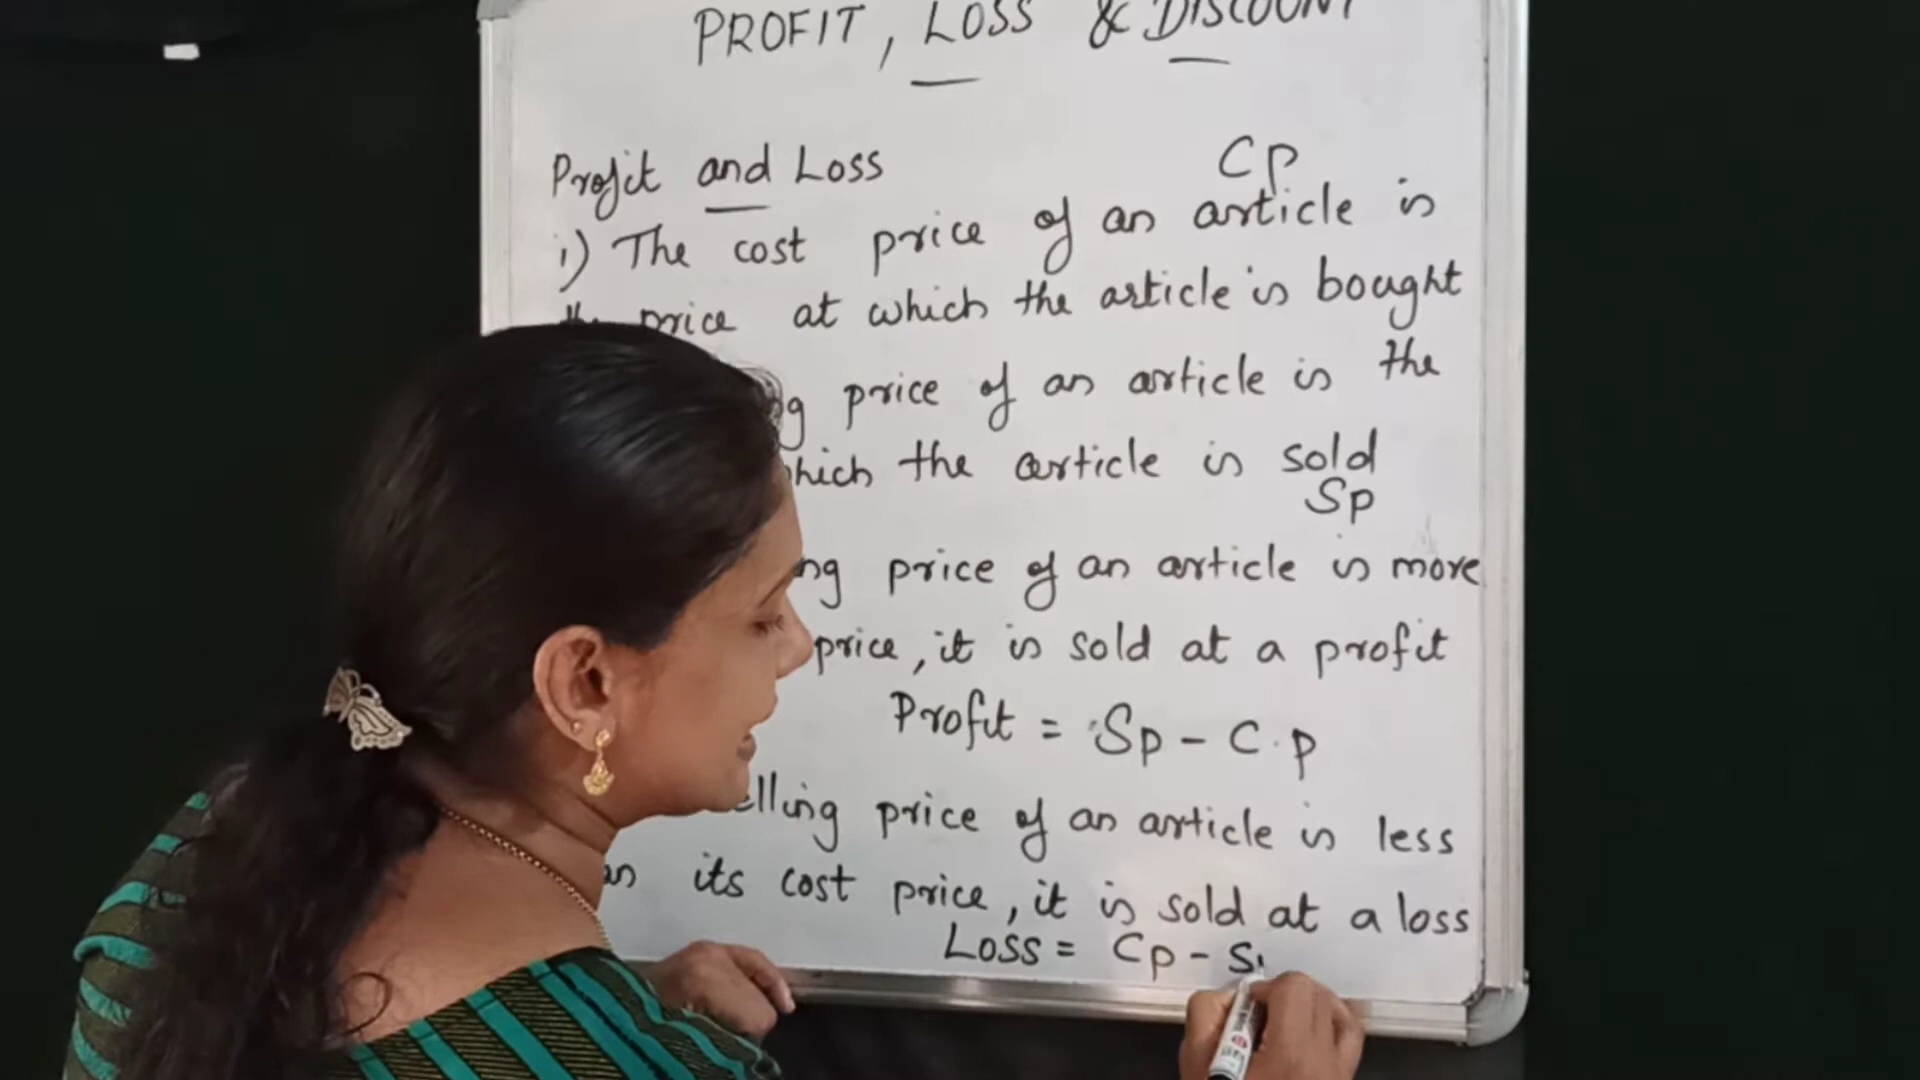 PROFIT, LOSS & DISCOUNT
Profit and Loss
CP
i) The cost price of an article is
the price at which the article is bought
price of an article is the
the article is sold
Sp
price of an article is more
price, it is sold at a profit
Profit = Sp - C.p
price of an article is less
its cost price, it is sold at a loss
Loss = Cp - S